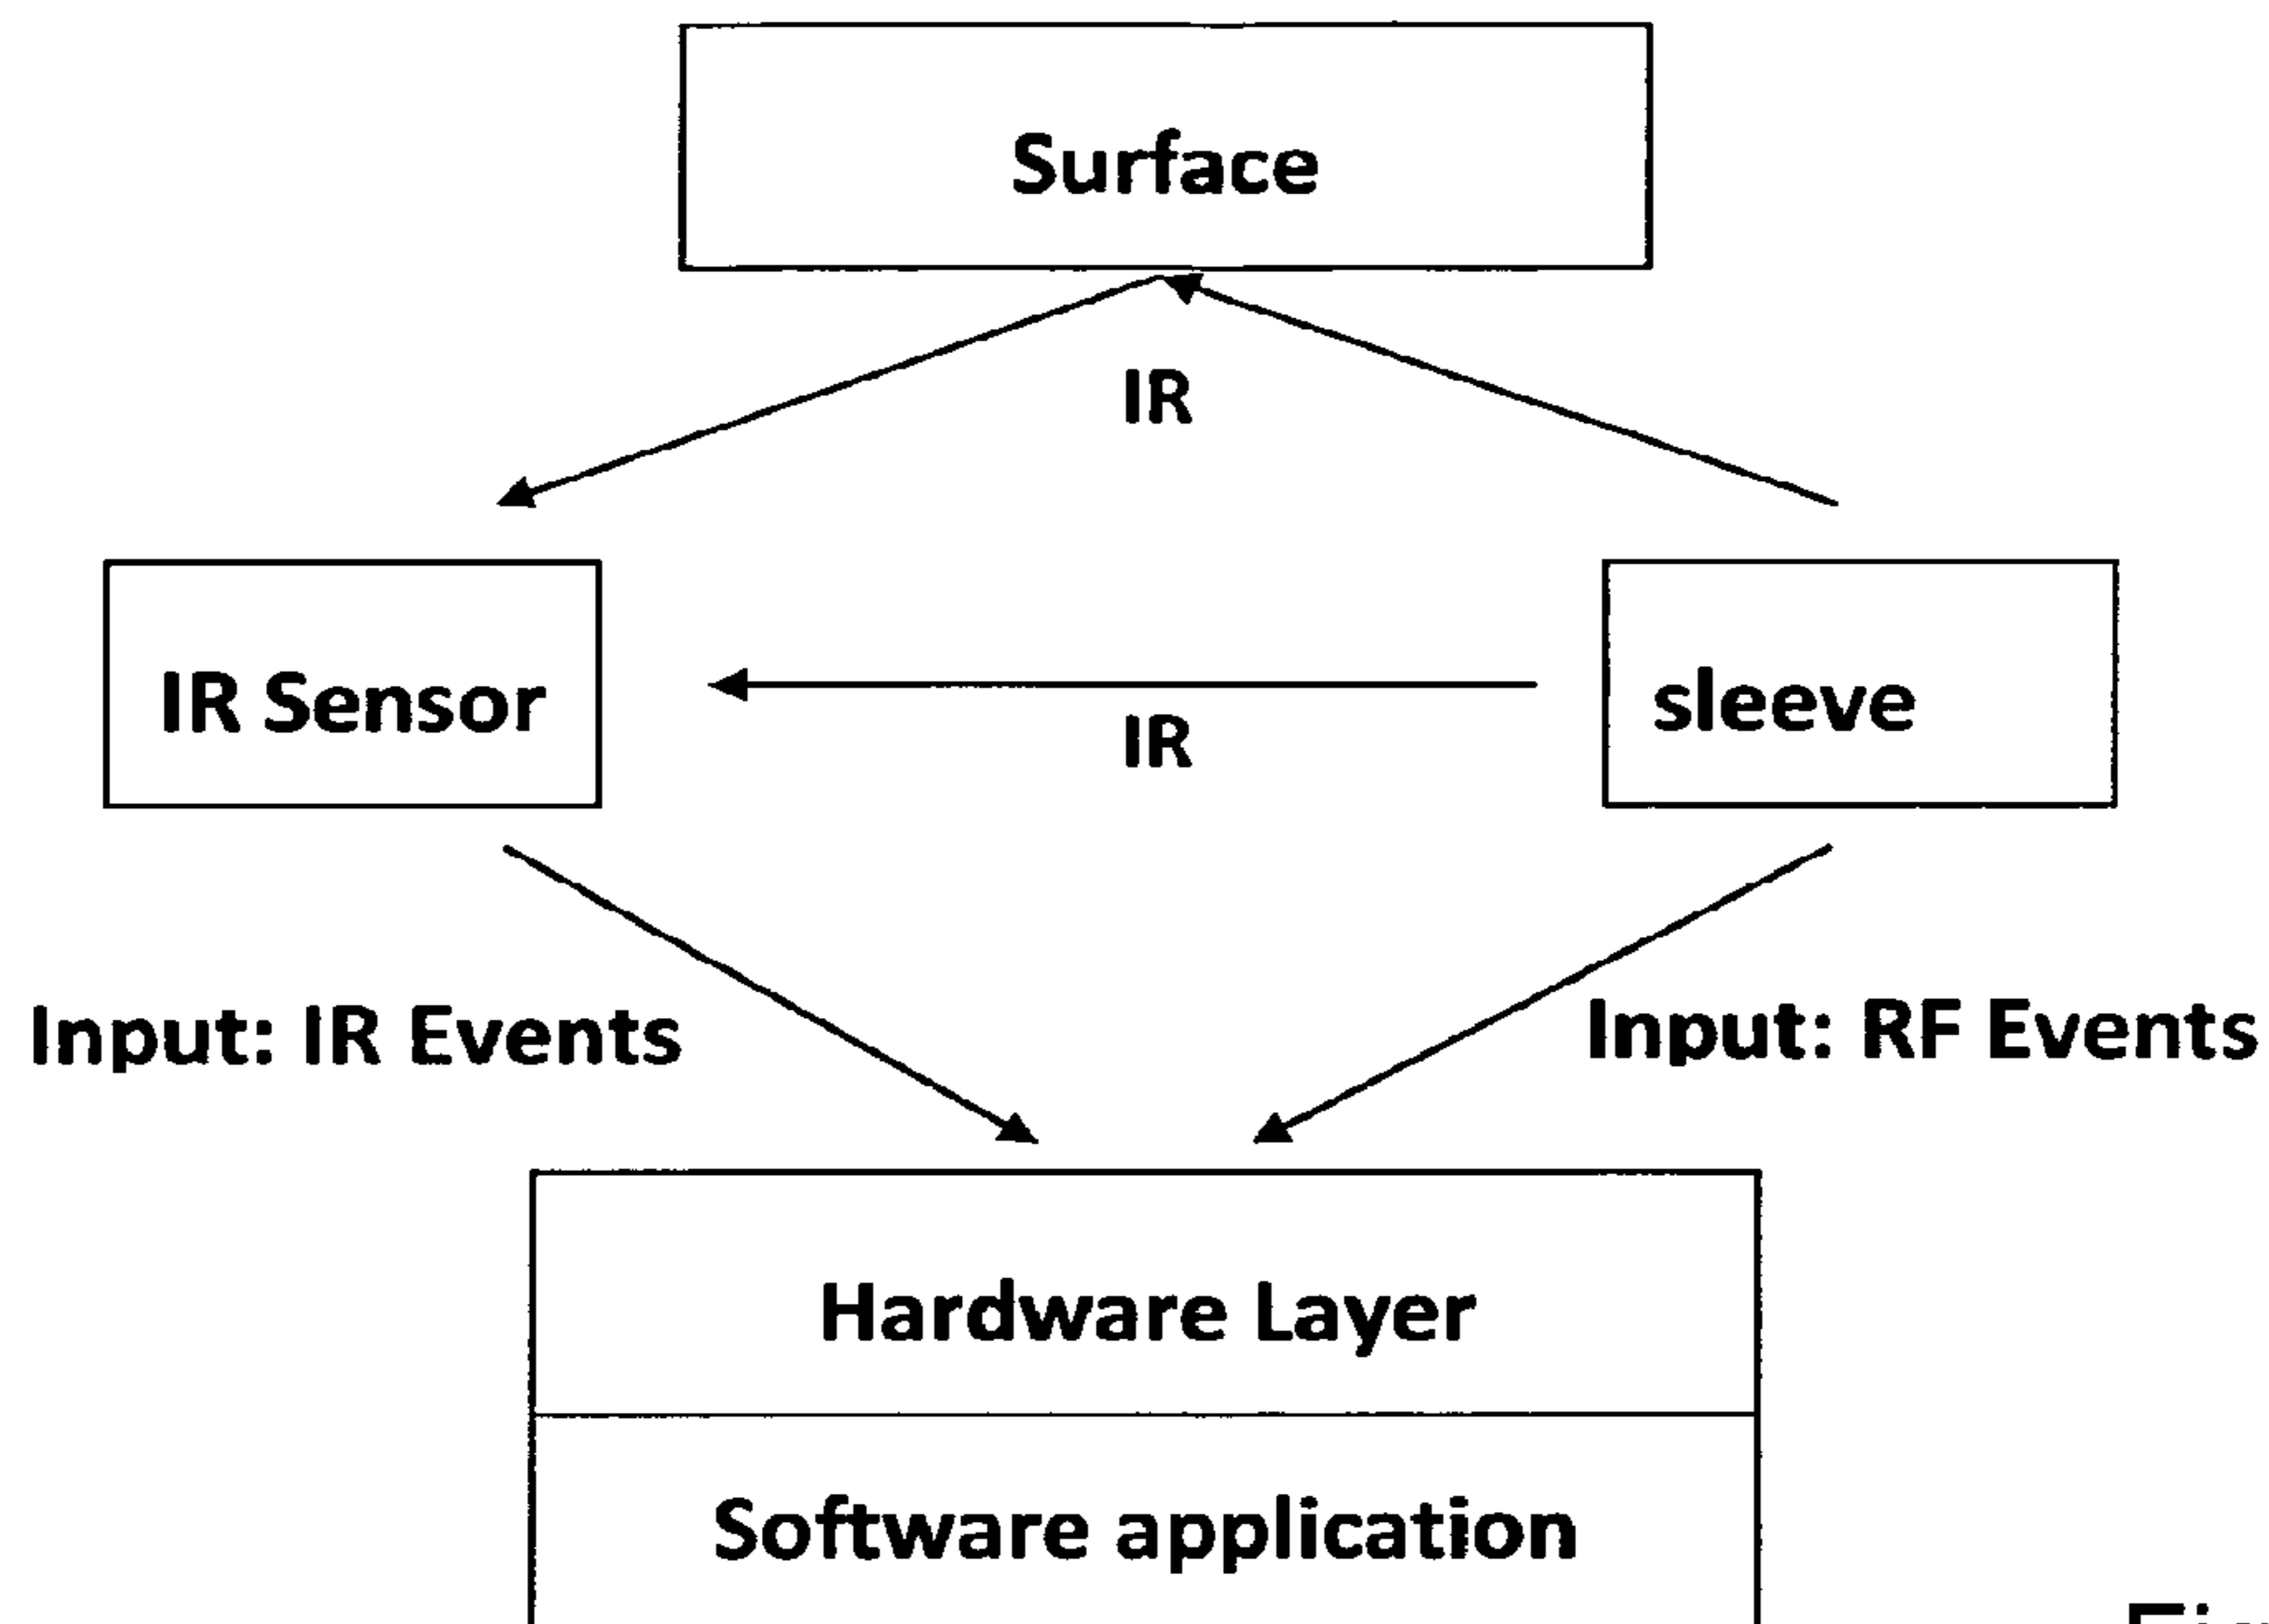 Surface
IR
IR Sensor
sleeve
IR
Input: IR Events
Input: RF Events
Hardware Layer
Software application